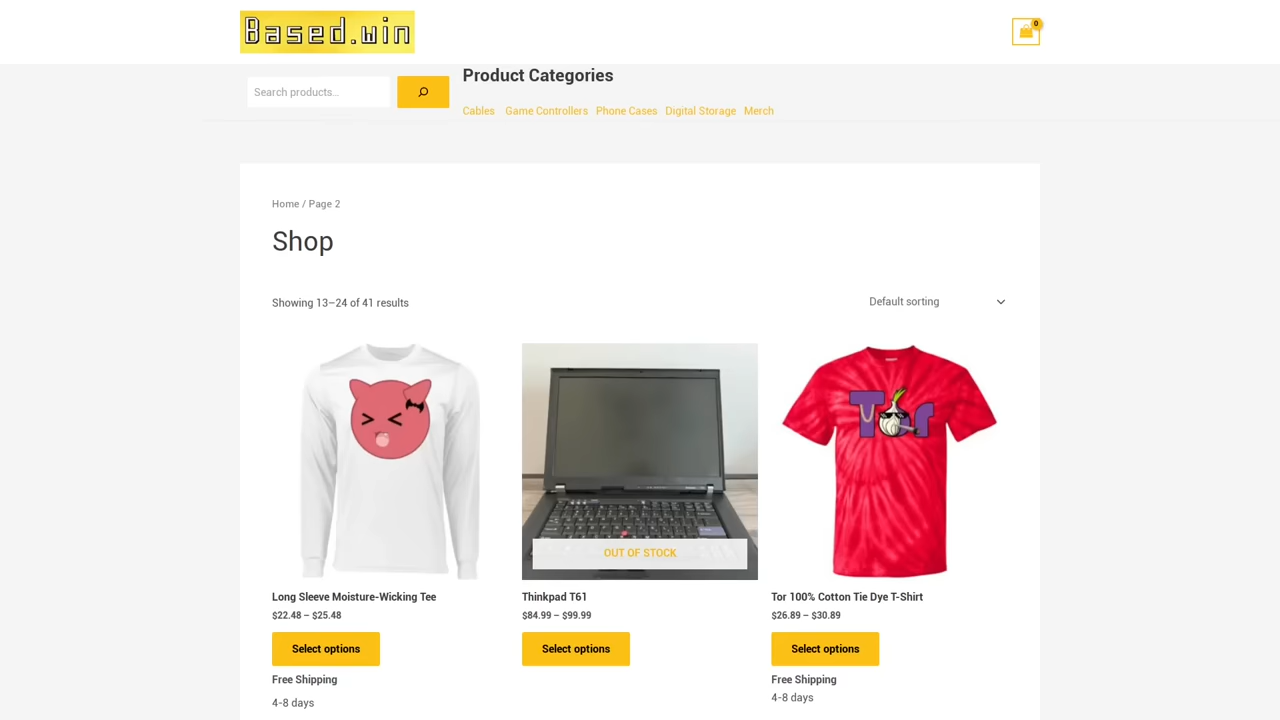 Based.win
0
Search products...
Product Categories
Cables Game Controllers Phone Cases Digital Storage Merch
Home / Page 2
Shop
Showing 13–24 of 41 results
Default sorting
Tor
OUT OF STOCK
Long Sleeve Moisture-Wicking Tee
$22.48 – $25.48
Select options
Free Shipping
4-8 days
Thinkpad T61
$84.99 – $99.99
Select options
Tor 100% Cotton Tie Dye T-Shirt
$26.89 – $30.89
Select options
Free Shipping
4-8 days